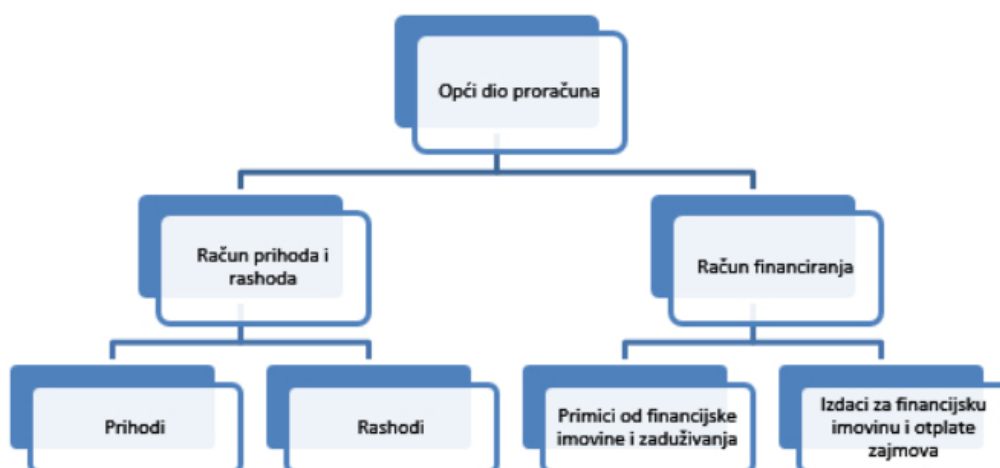 Opći dio proračuna
Račun prihoda i
rashoda
Račun financiranja
Prihodi
Rashodi
Primici od financijske
imovine i zaduživanja
Izdaci za financijsku
imovinu i otplate
zajmova